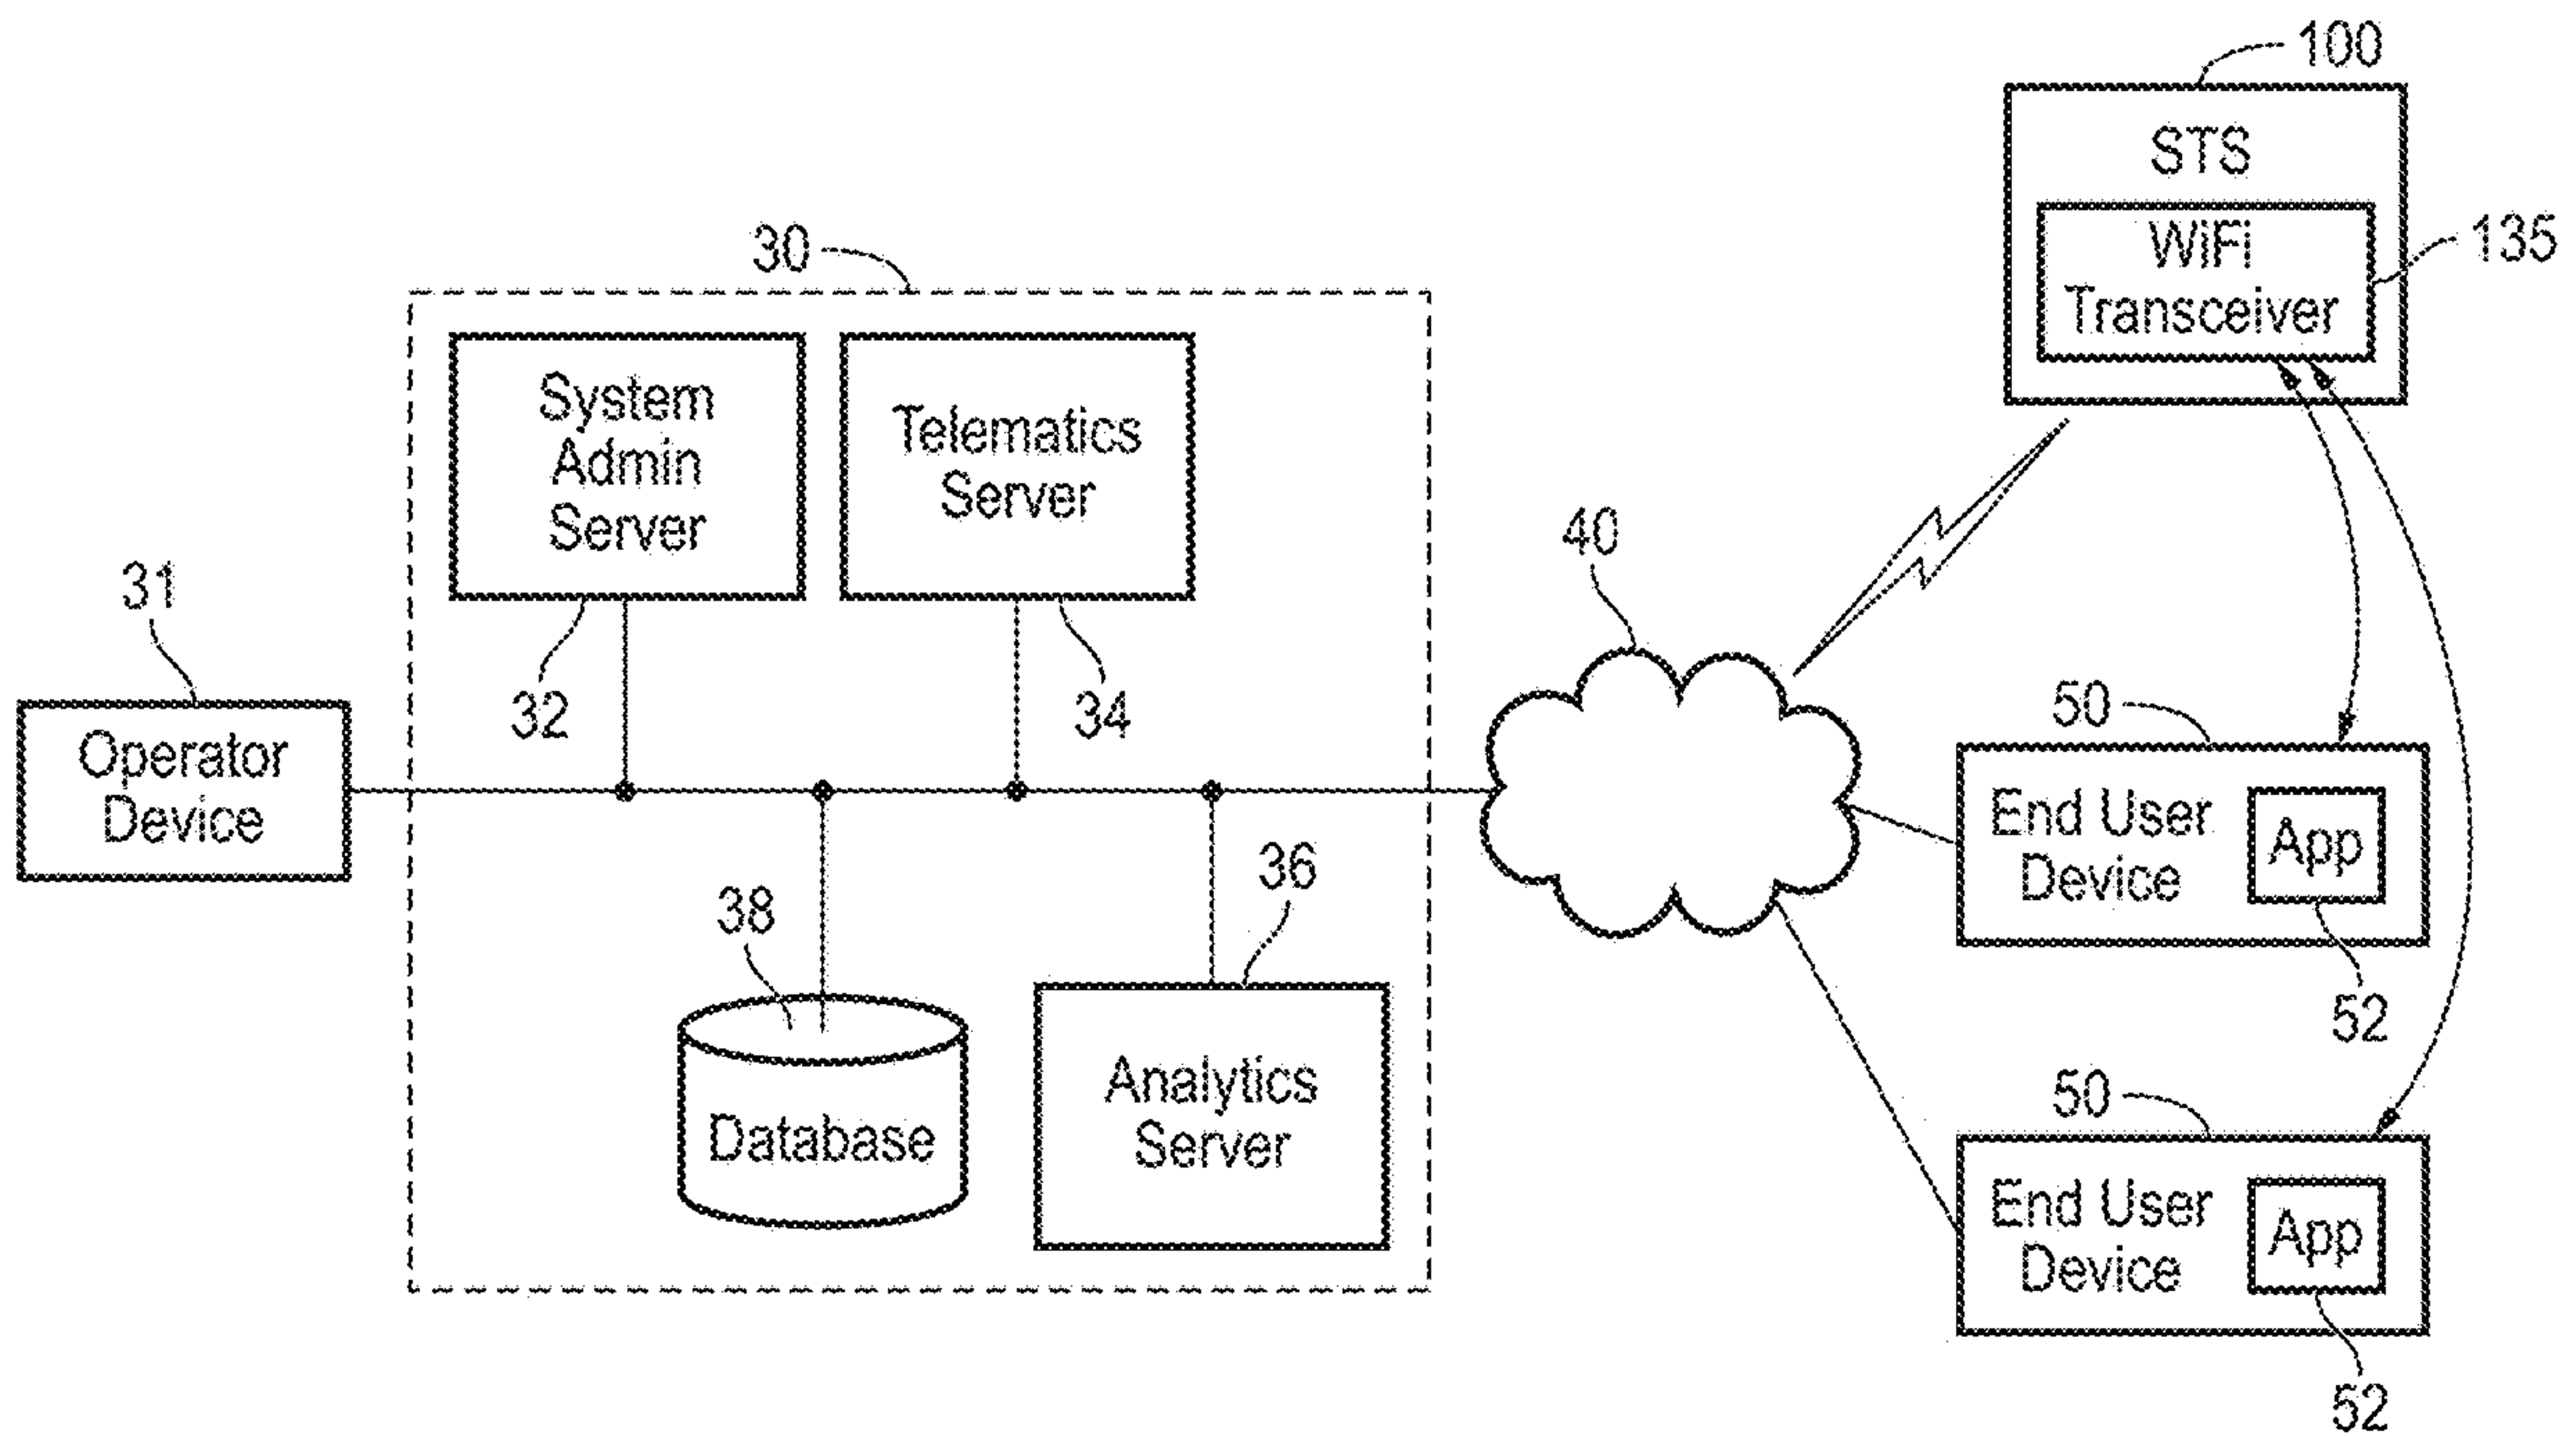 100
STS
WiFi
Transceiver
135
30
System
Admin
Server
32
Telematics
Server
34
31
Operator
Device
40
38
Database
36
Analytics
Server
50
End User
Device
App
52
50
End User
Device
App
52